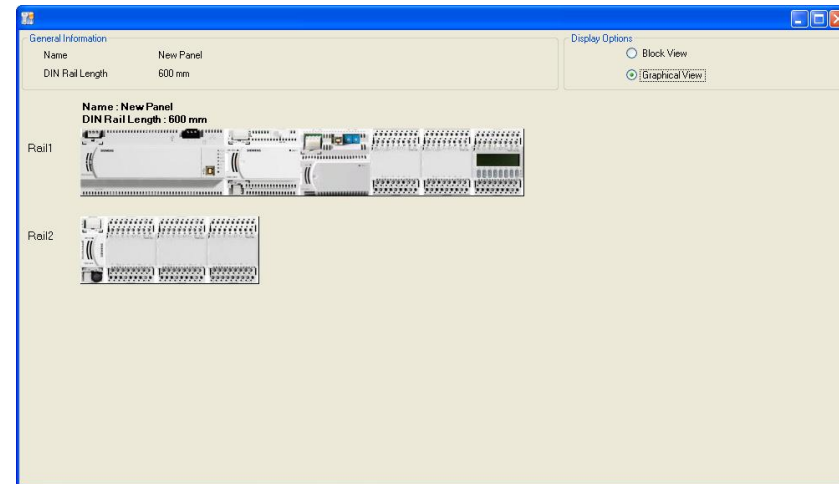 General Information
Name New Panel
DIN Rail Length 600 mm
Display Options
Block View
Graphical View
Name : New Panel
DIN Rail Length : 600 mm
Rail1
Rail2